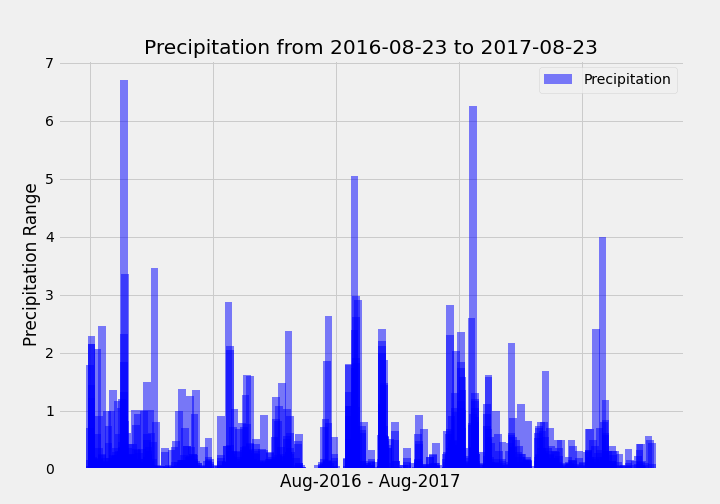 Precipitation from 2016-08-23 to 2017-08-23
Precipitation
7
6
5
4
3
2
1
0
Precipitation Range
Aug-2016 - Aug-2017